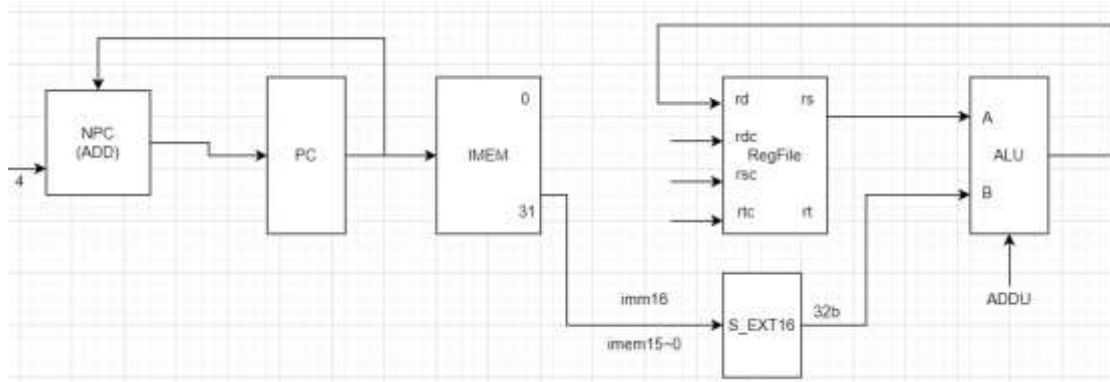 NPC
(ADD)
4
PC
0
IMEM
31
rd rs
rdc
RegFile
rsc
rtc rt
A
ALU
B
ADDU
imm16
imem15~0
S_EXT16
32b